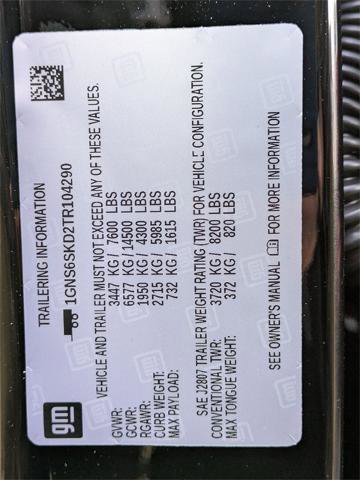 gm
TRAILERING INFORMATION
1GNS6SKD2TR104290
VEHICLE AND TRAILER MUST NOT EXCEED ANY OF THESE VALUES.
GVWR: 3447 KG / 7600 LBS
GCWR: 6577 KG /14500 LBS
RGAWR: 1950 KG / 4300 LBS
CURB WEIGHT: 2715 KG / 5985 LBS
MAX PAYLOAD: 732 KG / 1615 LBS
SAE J2807 TRAILER WEIGHT RATING (TWR) FOR VEHICLE CONFIGURATION.
CONVENTIONAL TWR: 3720 KG / 8200 LBS
MAX TONGUE WEIGHT: 372 KG / 820 LBS
SEE OWNER'S MANUAL FOR MORE INFORMATION